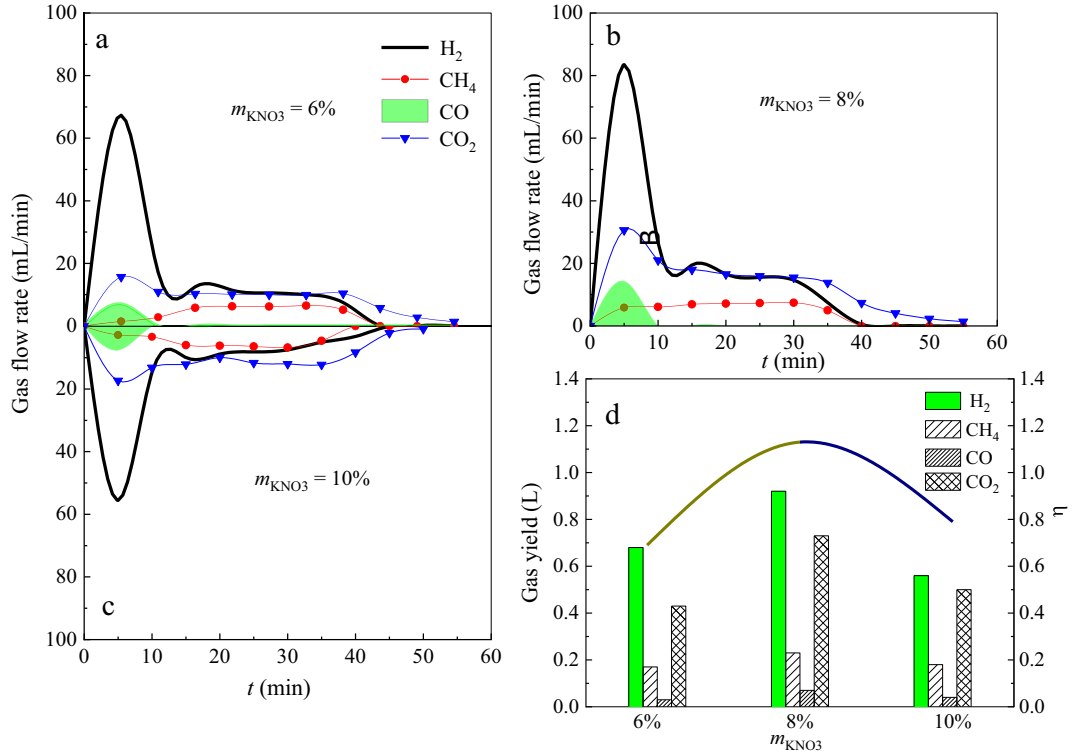 a
H2
CH4
CO
CO2
mKNO3 = 6%
100
80
60
40
20
0
20
40
60
80
100
Gas flow rate (mL/min)
mKNO3 = 10%
c
0
10
20
30
40
50
60
t (min)
b
mKNO3 = 8%
B
100
80
60
40
20
0
Gas flow rate (mL/min)
0
10
20
30
40
50
60
t (min)
d
H2
CH4
CO
CO2
1.4
1.2
1.0
0.8
0.6
0.4
0.2
0.0
Gas yield (L)
1.4
1.2
1.0
0.8
0.6
0.4
0.2
0.0
η
6%
8%
10%
mKNO3